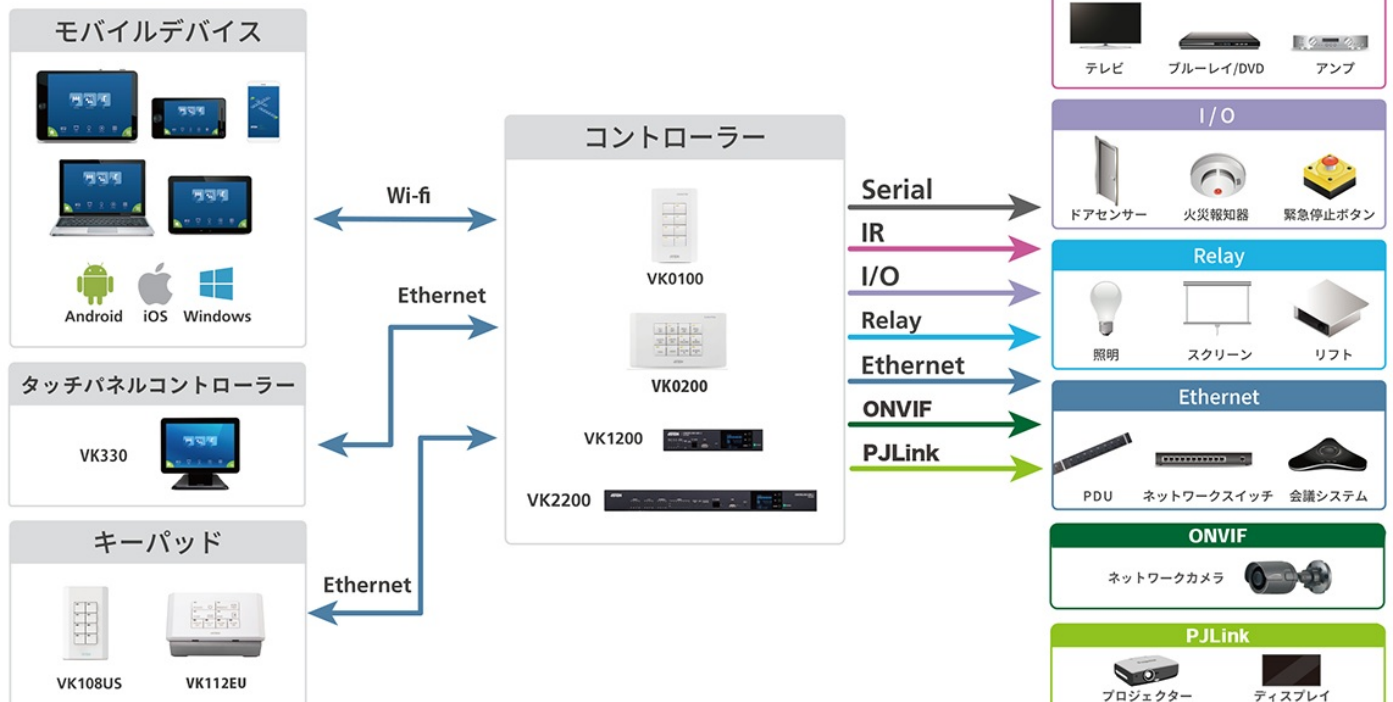 モバイルデバイス
Android iOS Windows
タッチパネルコントローラー
VK330
キーパッド
VK108US VK112EU
Wi-fi
Ethernet
Ethernet
コントローラー
VK0100
VK0200
VK1200
VK2200
Serial
IR
I/O
Relay
Ethernet
ONVIF
PJLink
テレビ ブルーレイ/DVD アンプ
I/O
ドアセンサー 火災報知器 緊急停止ボタン
Relay
照明 スクリーン リフト
Ethernet
PDU ネットワークスイッチ 会議システム
ONVIF
ネットワークカメラ
PJLink
プロジェクター ディスプレイ